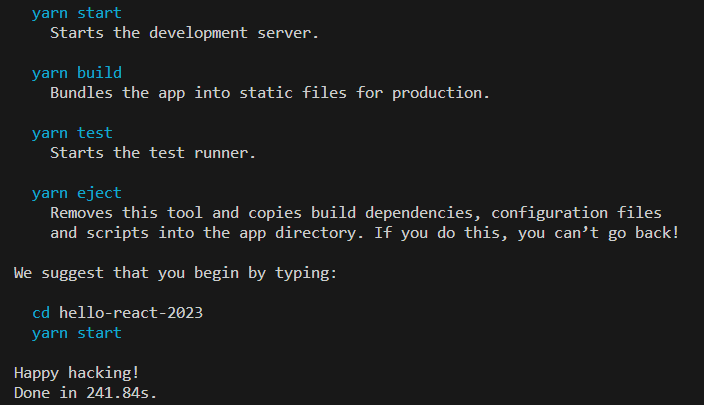 yarn start
Starts the development server.
yarn build
Bundles the app into static files for production.
yarn test
Starts the test runner.
yarn eject
Removes this tool and copies build dependencies, configuration files
and scripts into the app directory. If you do this, you can’t go back!
We suggest that you begin by typing:
cd hello-react-2023
yarn start
Happy hacking!
Done in 241.84s.